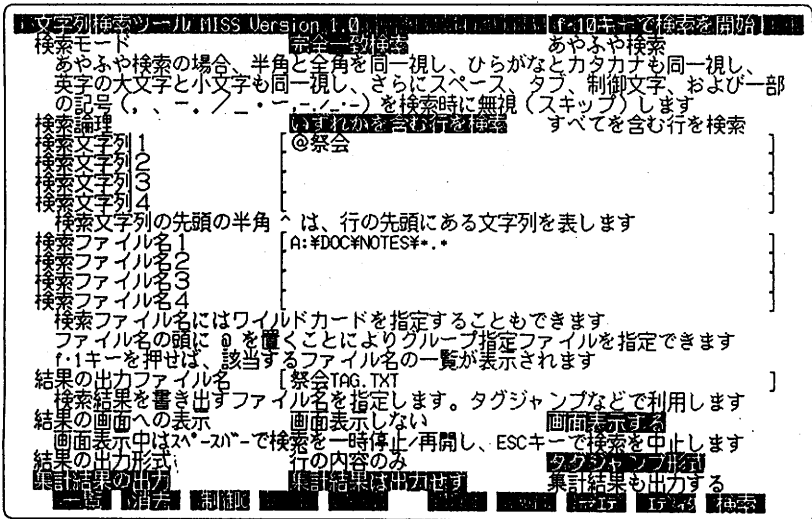 文字列検索ツール MISS Version 1.0 f・10キーで検索を開始
検索モード 完全一致検索 あやふや検索
あやふや検索の場合、半角と全角を同一視し、ひらがなとカタカナも同一視し、
英字の大文字と小文字も同一視し、さらにスペース、タブ、制御文字、および一部
の記号(,、ー.／_・ー,-./_･-)を検索時に無視(スキップ)します
検索論理 いずれかを含む行を検索 すべてを含む行を検索
検索文字列1 [@祭会 ]
検索文字列2
検索文字列3
検索文字列4
検索文字列の先頭の半角 ^ は、行の先頭にある文字列を表します
検索ファイル名1 [A:¥DOC¥NOTES¥*.* ]
検索ファイル名2
検索ファイル名3
検索ファイル名4
検索ファイル名にはワイルドカードを指定することもできます
ファイル名の頭に @ を置くことによりグループ指定ファイルを指定できます
f・1キーを押せば、該当するファイル名の一覧が表示されます
結果の出力ファイル名 [祭会TAG.TXT ]
検索結果を書き出すファイル名を指定します。タグジャンプなどで利用します
結果の画面への表示 画面表示しない 画面表示する
画面表示中はｽﾍﾟｰｽﾊﾞｰで検索を一時停止/再開し、ESCキーで検索を中止します
結果の出力形式 行の内容のみ タグジャンプ形式
集計結果の出力 集計結果は出力せず 集計結果も出力する
一覧 消去 制御 検索